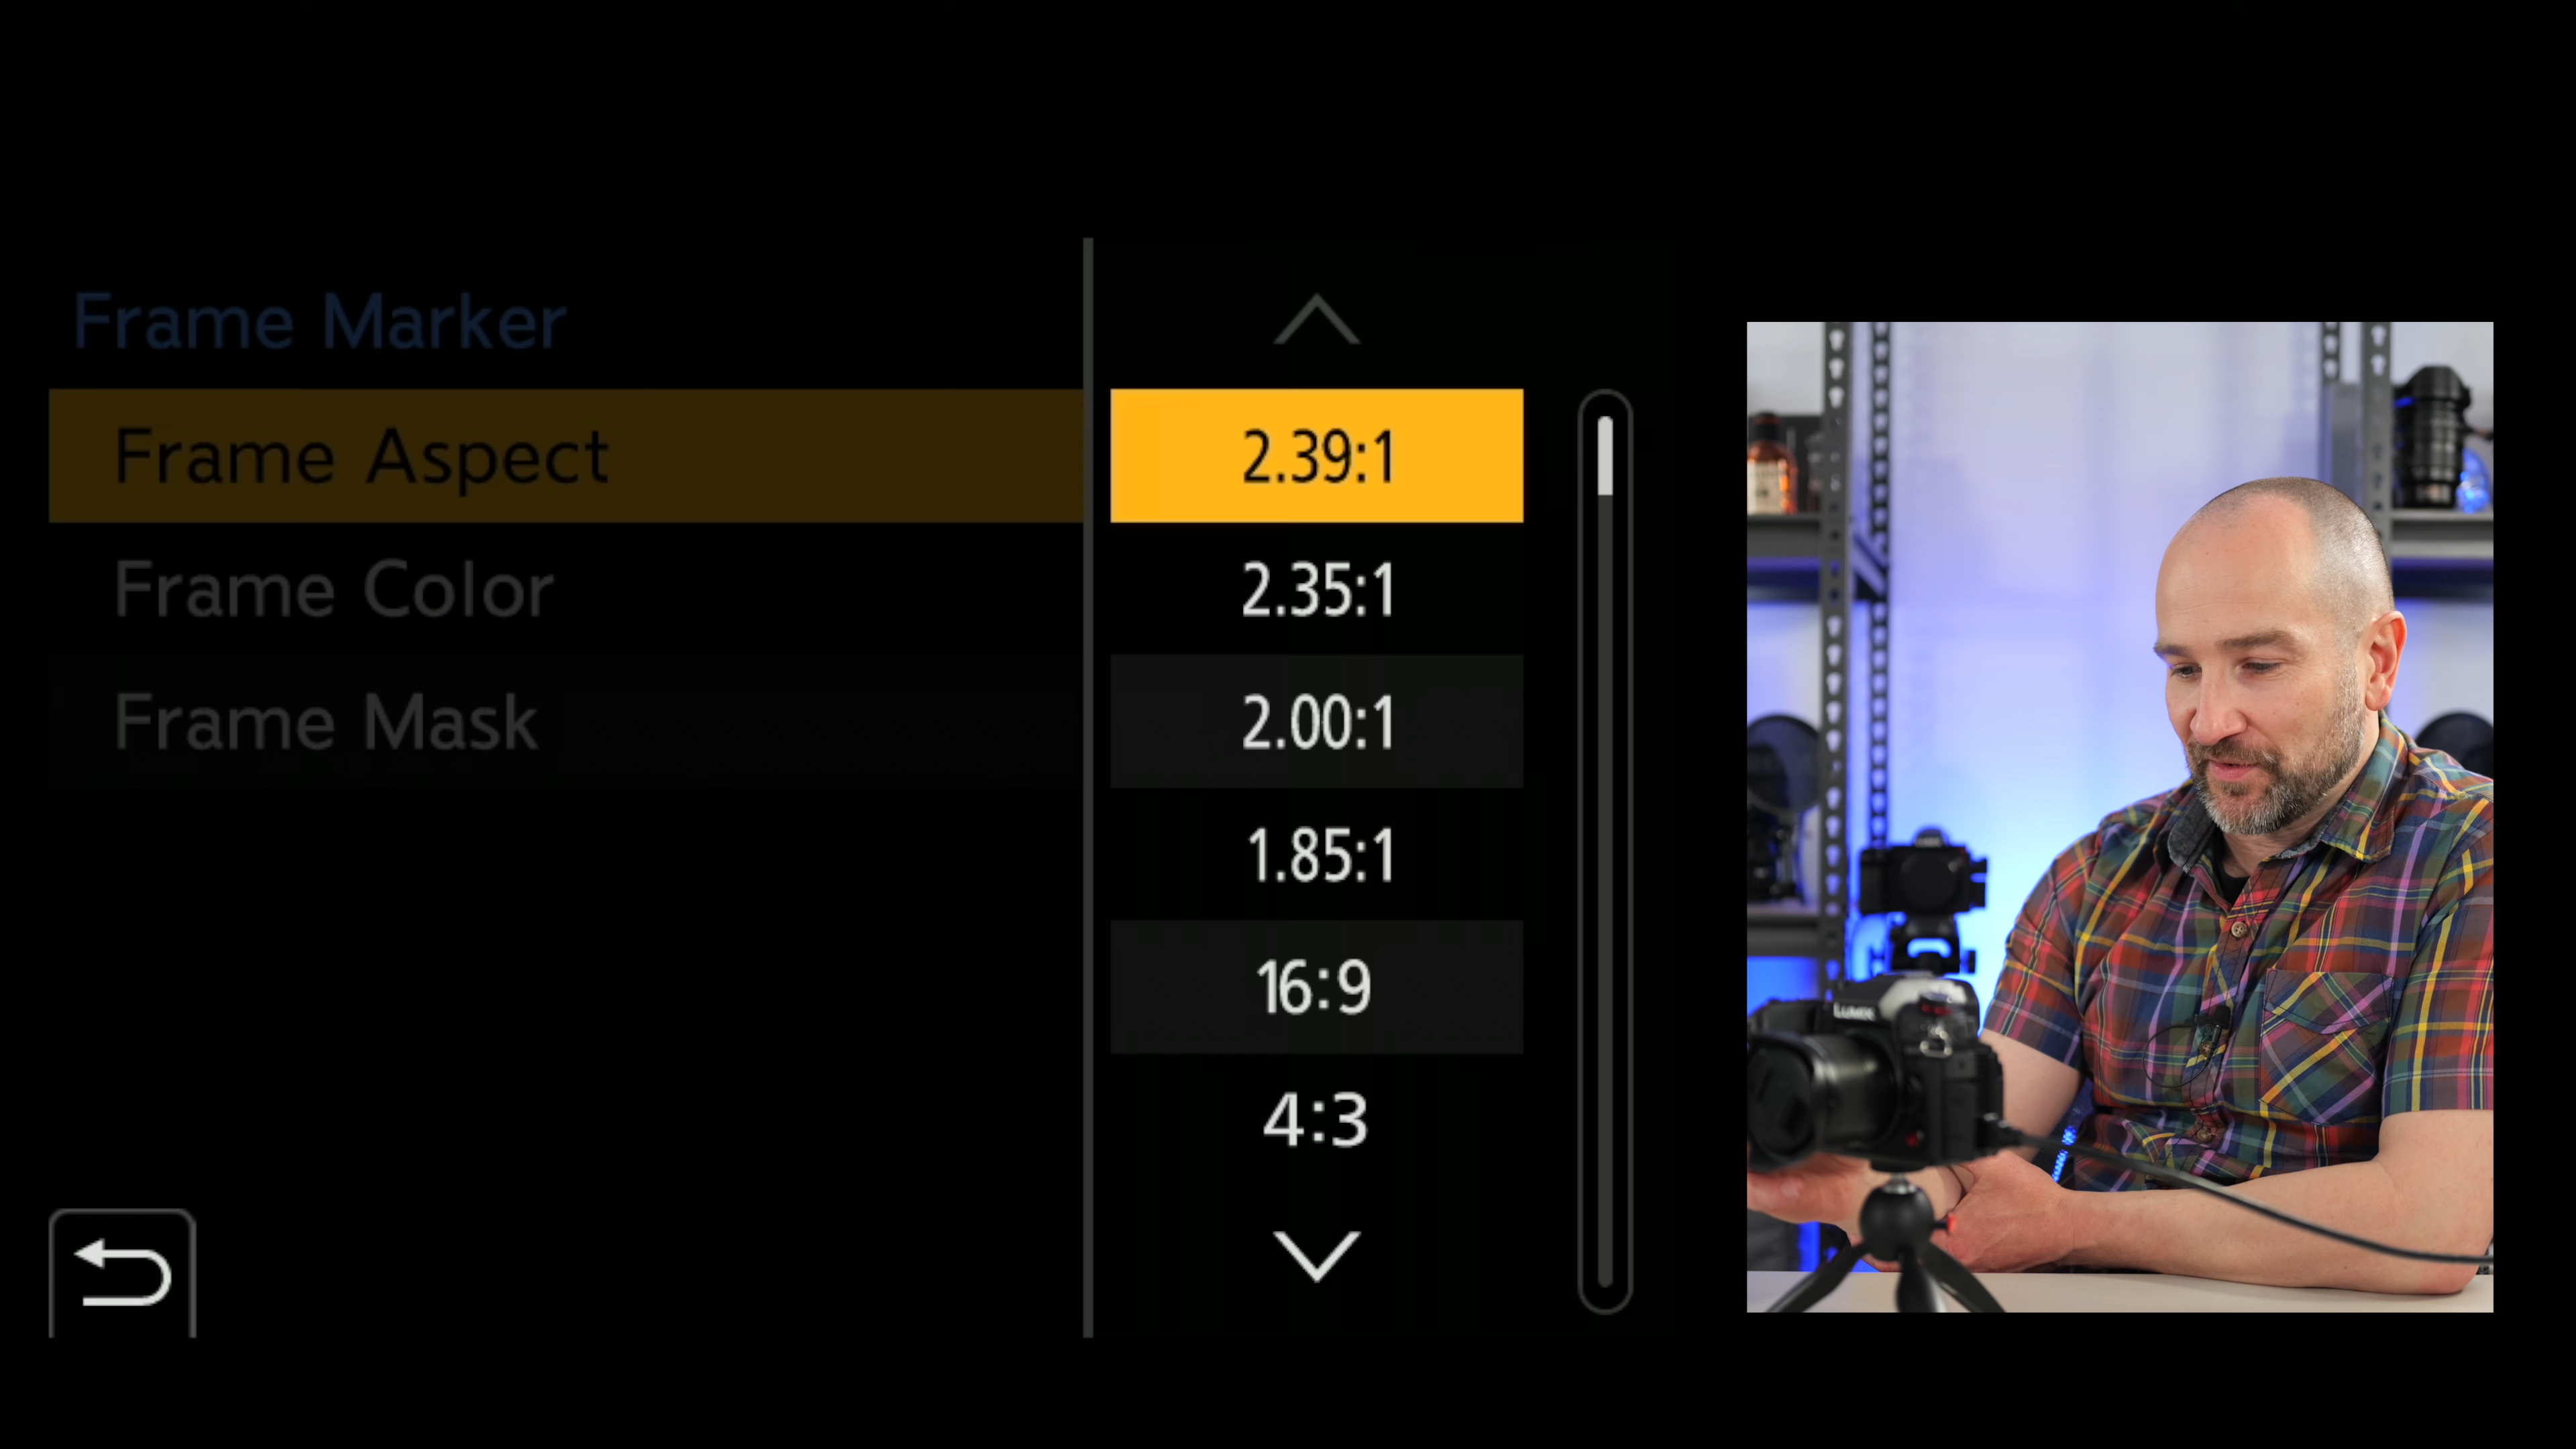 Frame Marker
Frame Aspect
Frame Color
Frame Mask
2.39:1
2.35:1
2.00:1
1.85:1
16:9
4:3
LUMIX